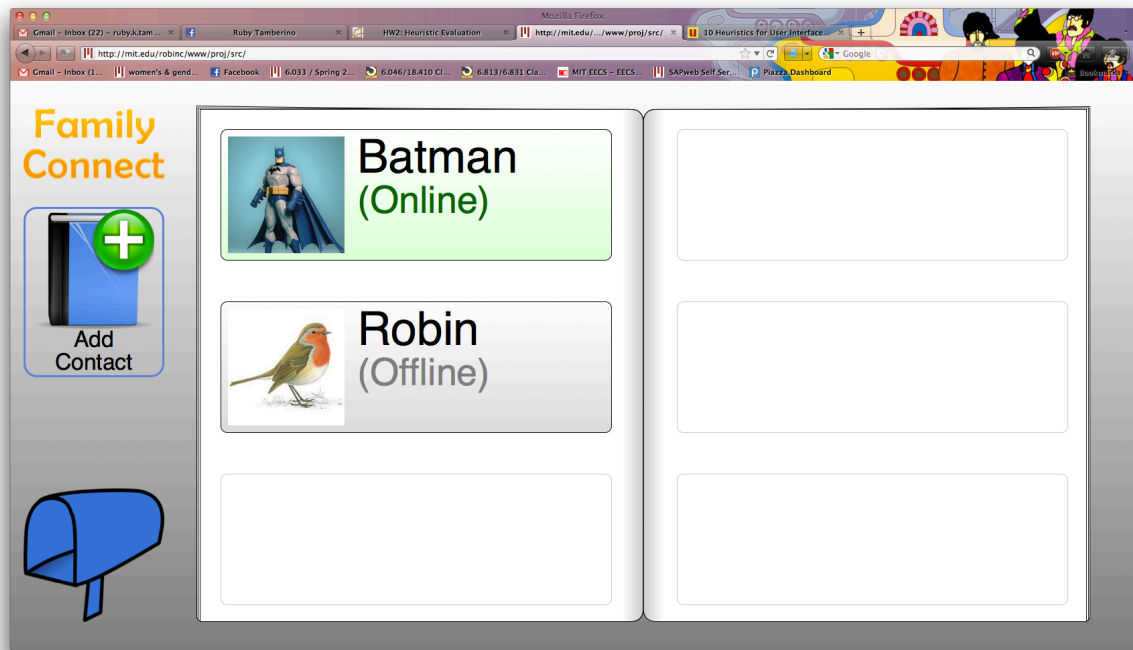 Mozilla Firefox
Gmail - Inbox (22) - ruby.k.tam...
Ruby Tamberino
HW2: Heuristic Evaluation
http://mit.edu/.../www/proj/src/
10 Heuristics for User Interface...
http://mit.edu/robinc/www/proj/src/
Google
Gmail - Inbox (1...
women's & gend...
Facebook
6.033 / Spring 2...
6.046/18.410 Cl...
6.813/6.831 Cla...
MIT EECS - EECS...
SAPweb Self Ser...
Piazza Dashboard
Bookmarks
Family
Connect
Add
Contact
Batman
(Online)
Robin
(Offline)